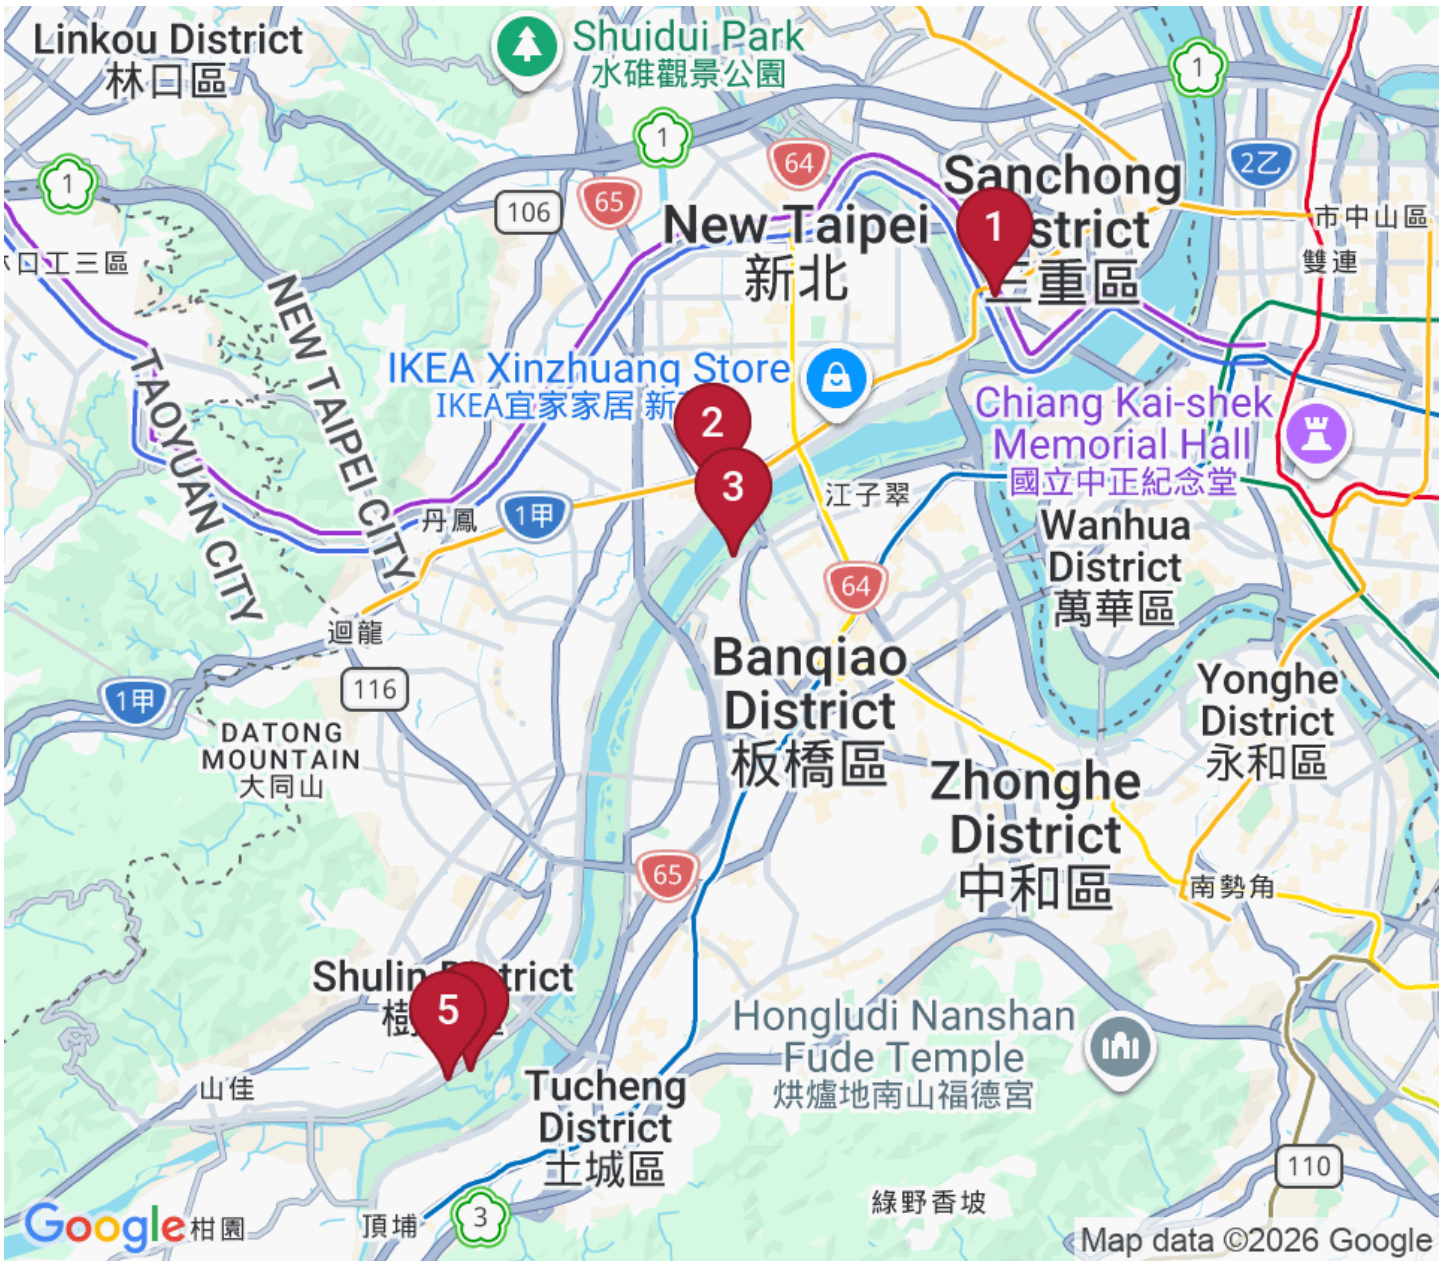 Linkou District
林口區
Shuidui Park
水碓觀景公園
1
1
1
64
2乙
65
106
Sanchong
District
三重區
1
New Taipei
新北
市中山區
雙連
口工三區
NEW TAIPEI CITY
TAOYUAN CITY
IKEA Xinzhuang Store
IKEA宜家家居 新
2
3
Chiang Kai-shek
Memorial Hall
國立中正紀念堂
江子翠
1甲
丹鳳
Wanhua
District
萬華區
64
迴龍
116
1甲
Banqiao
District
板橋區
Yonghe
District
永和區
DATONG
MOUNTAIN
大同山
Zhonghe
District
中和區
65
南勢角
Shulin District
樹
5
Hongludi Nanshan
Fude Temple
烘爐地南山福德宮
山佳
Tucheng
District
土城區
110
綠野香坡
Google
柑園
頂埔
3
Map data ©2026 Google